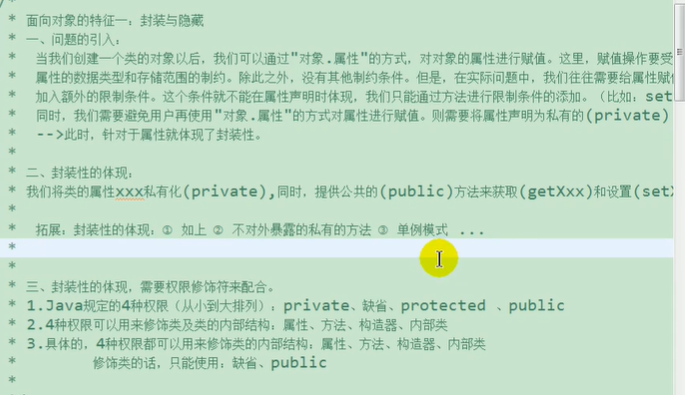 /*
* 面向对象的特征一：封装与隐藏
* 一、问题的引入：
* 当我们创建一个类的对象以后，我们可以通过"对象.属性"的方式，对对象的属性进行赋值。这里，赋值操作要受
* 属性的数据类型和存储范围的制约。除此之外，没有其他制约条件。但是，在实际问题中，我们往往需要给属性赋
* 加入额外的限制条件。这个条件就不能在属性声明时体现，我们只能通过方法进行限制条件的添加。（比如：set
* 同时，我们需要避免用户再使用"对象.属性"的方式对属性进行赋值。则需要将属性声明为私有的(private)
* -->此时，针对于属性就体现了封装性。
*
* 二、封装性的体现：
* 我们将类的属性xxx私有化(private),同时，提供公共的(public)方法来获取(getXxx)和设置(set
*
* 拓展：封装性的体现：① 如上 ② 不对外暴露的私有的方法 ③ 单例模式 ...
*
*
* 三、封装性的体现，需要权限修饰符来配合。
* 1.Java规定的4种权限（从小到大排列）：private、缺省、protected 、public
* 2.4种权限可以用来修饰类及类的内部结构：属性、方法、构造器、内部类
* 3.具体的，4种权限都可以用来修饰类的内部结构：属性、方法、构造器、内部类
* 修饰类的话，只能使用：缺省、public
*